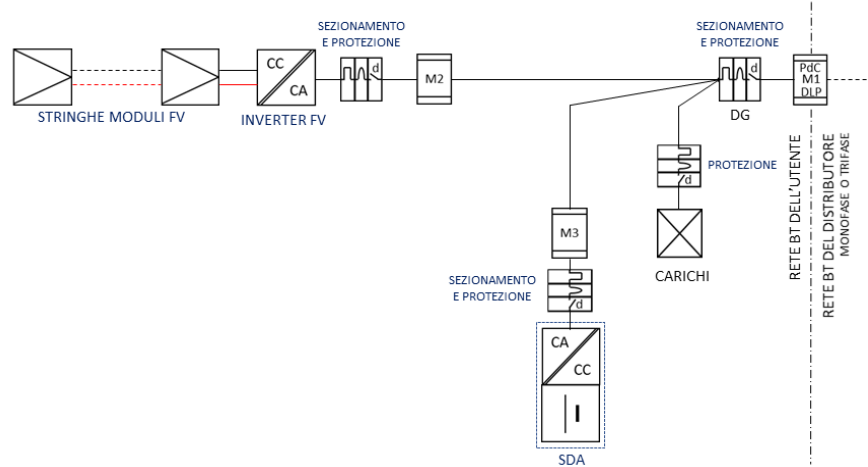 SEZIONAMENTO
E PROTEZIONE
SEZIONAMENTO
E PROTEZIONE
CC
CA
d
M2
d
PdC
M1
DLP
STRINGHE MODULI FV
INVERTER FV
DG
d
PROTEZIONE
M3
CARICHI
SEZIONAMENTO
E PROTEZIONE
d
CA
CC
SDA
RETE BT DELL'UTENTE
RETE BT DEL DISTRIBUTORE
MONOFASE O TRIFASE